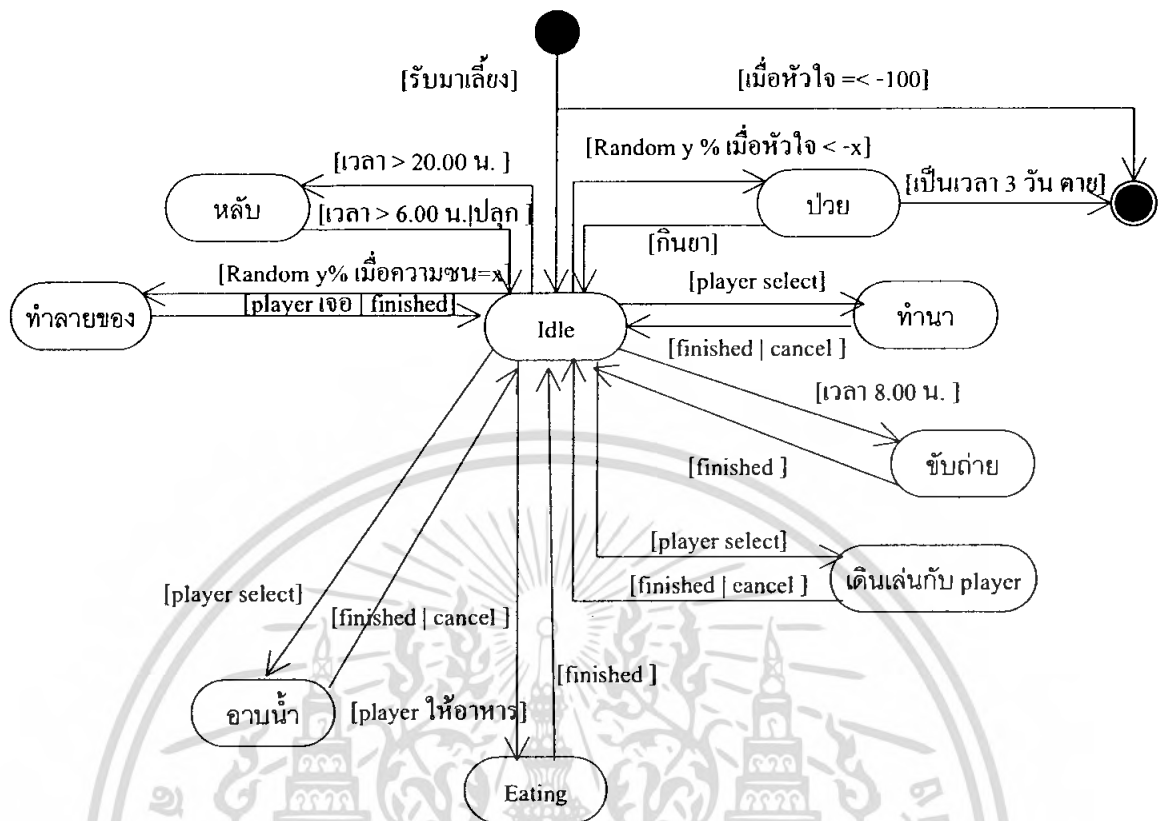 [รับมาเลี้ยง]
[เมื่อหัวใจ =< -100]
[Random y % เมื่อหัวใจ < -x]
[เวลา > 20.00 น. ]
[เป็นเวลา 3 วัน ตาย]
หลับ
ป่วย
[เวลา > 6.00 น.|ปลุก ]
[กินยา]
[Random y% เมื่อความซน=x]
[player select]
ทำลายของ
[player เจอ | finished]
Idle
ทำนา
[finished | cancel ]
[เวลา 8.00 น. ]
ขับถ่าย
[finished ]
[player select]
เดินเล่นกับ player
[finished | cancel ]
[player select]
[finished | cancel ]
[finished ]
อาบน้ำ
[player ให้อาหาร]
Eating